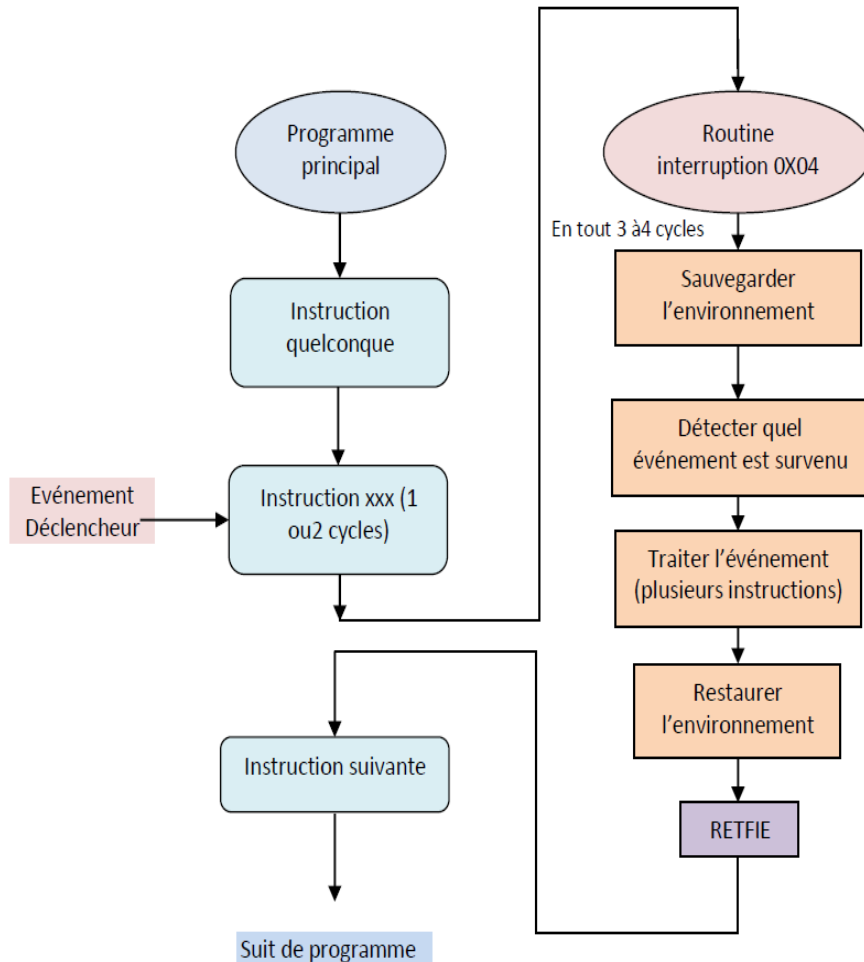 Programme
principal
Instruction
quelconque
Evénement
Déclencheur
Instruction xxx (1
ou2 cycles)
Instruction suivante
Suit de programme
Routine
interruption 0X04
En tout 3 à4 cycles
Sauvegarder
l’environnement
Détecter quel
événement est survenu
Traiter l’événement
(plusieurs instructions)
Restaurer
l’environnement
RETFIE